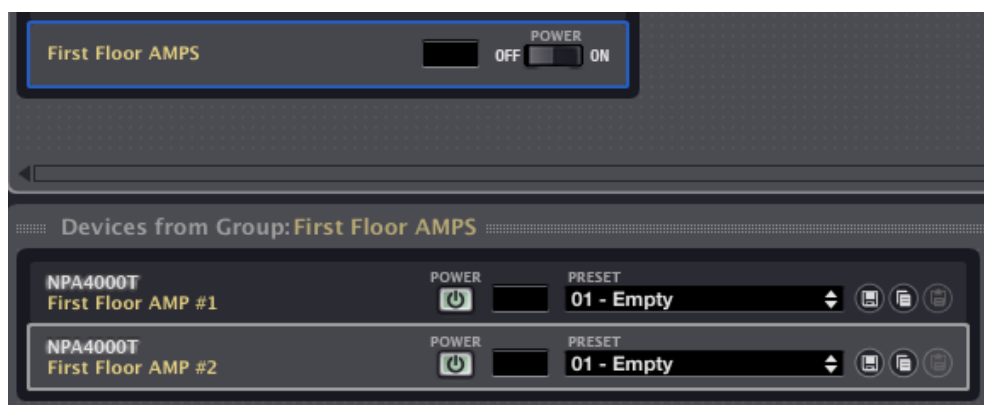 POWER
First Floor AMPS OFF ON
Devices from Group: First Floor AMPS
NPA4000T POWER PRESET
First Floor AMP #1 01 - Empty
NPA4000T POWER PRESET
First Floor AMP #2 01 - Empty